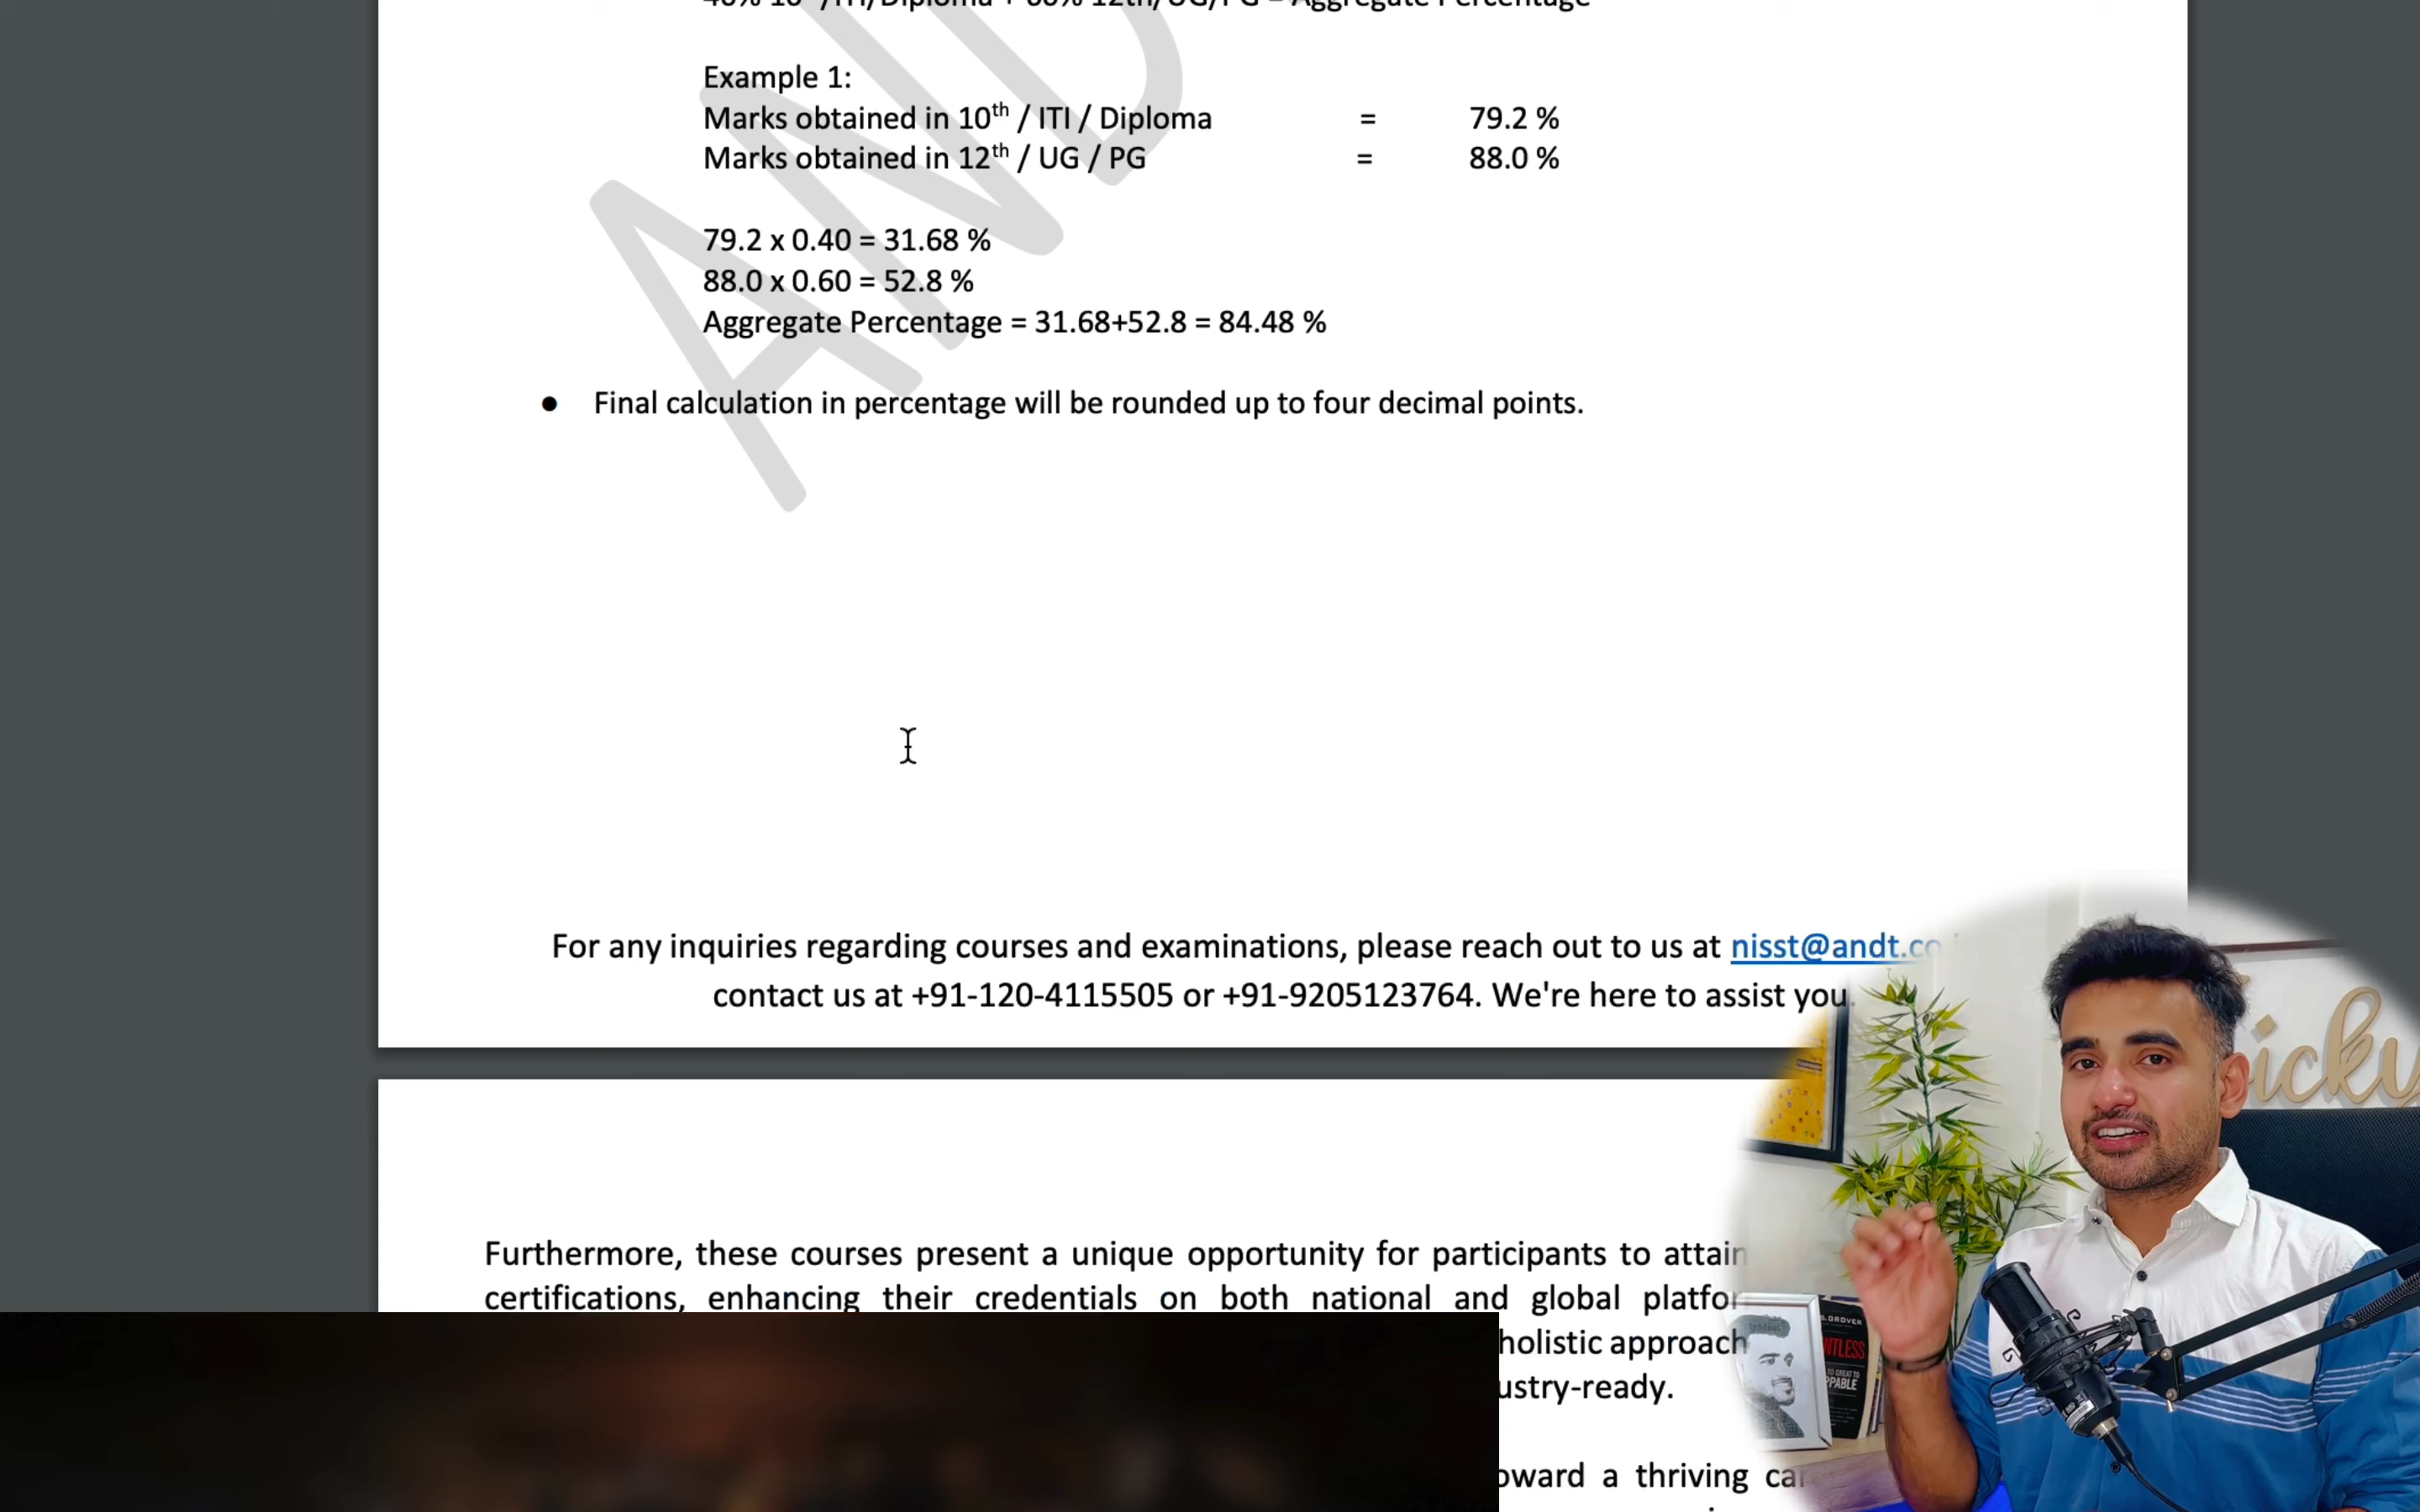 Aggregate Percentage
Example 1:
Marks obtained in 10th / ITI / Diploma = 79.2 %
Marks obtained in 12th / UG / PG = 88.0 %
79.2 x 0.40 = 31.68 %
88.0 x 0.60 = 52.8 %
Aggregate Percentage = 31.68+52.8 = 84.48 %
● Final calculation in percentage will be rounded up to four decimal points.
For any inquiries regarding courses and examinations, please reach out to us at nisst@andt.co
contact us at +91-120-4115505 or +91-9205123764. We're here to assist you.
Furthermore, these courses present a unique opportunity for participants to attain
certifications, enhancing their credentials on both national and global
holistic approach
ustry-ready.
oward a thriving
icky
GROVER